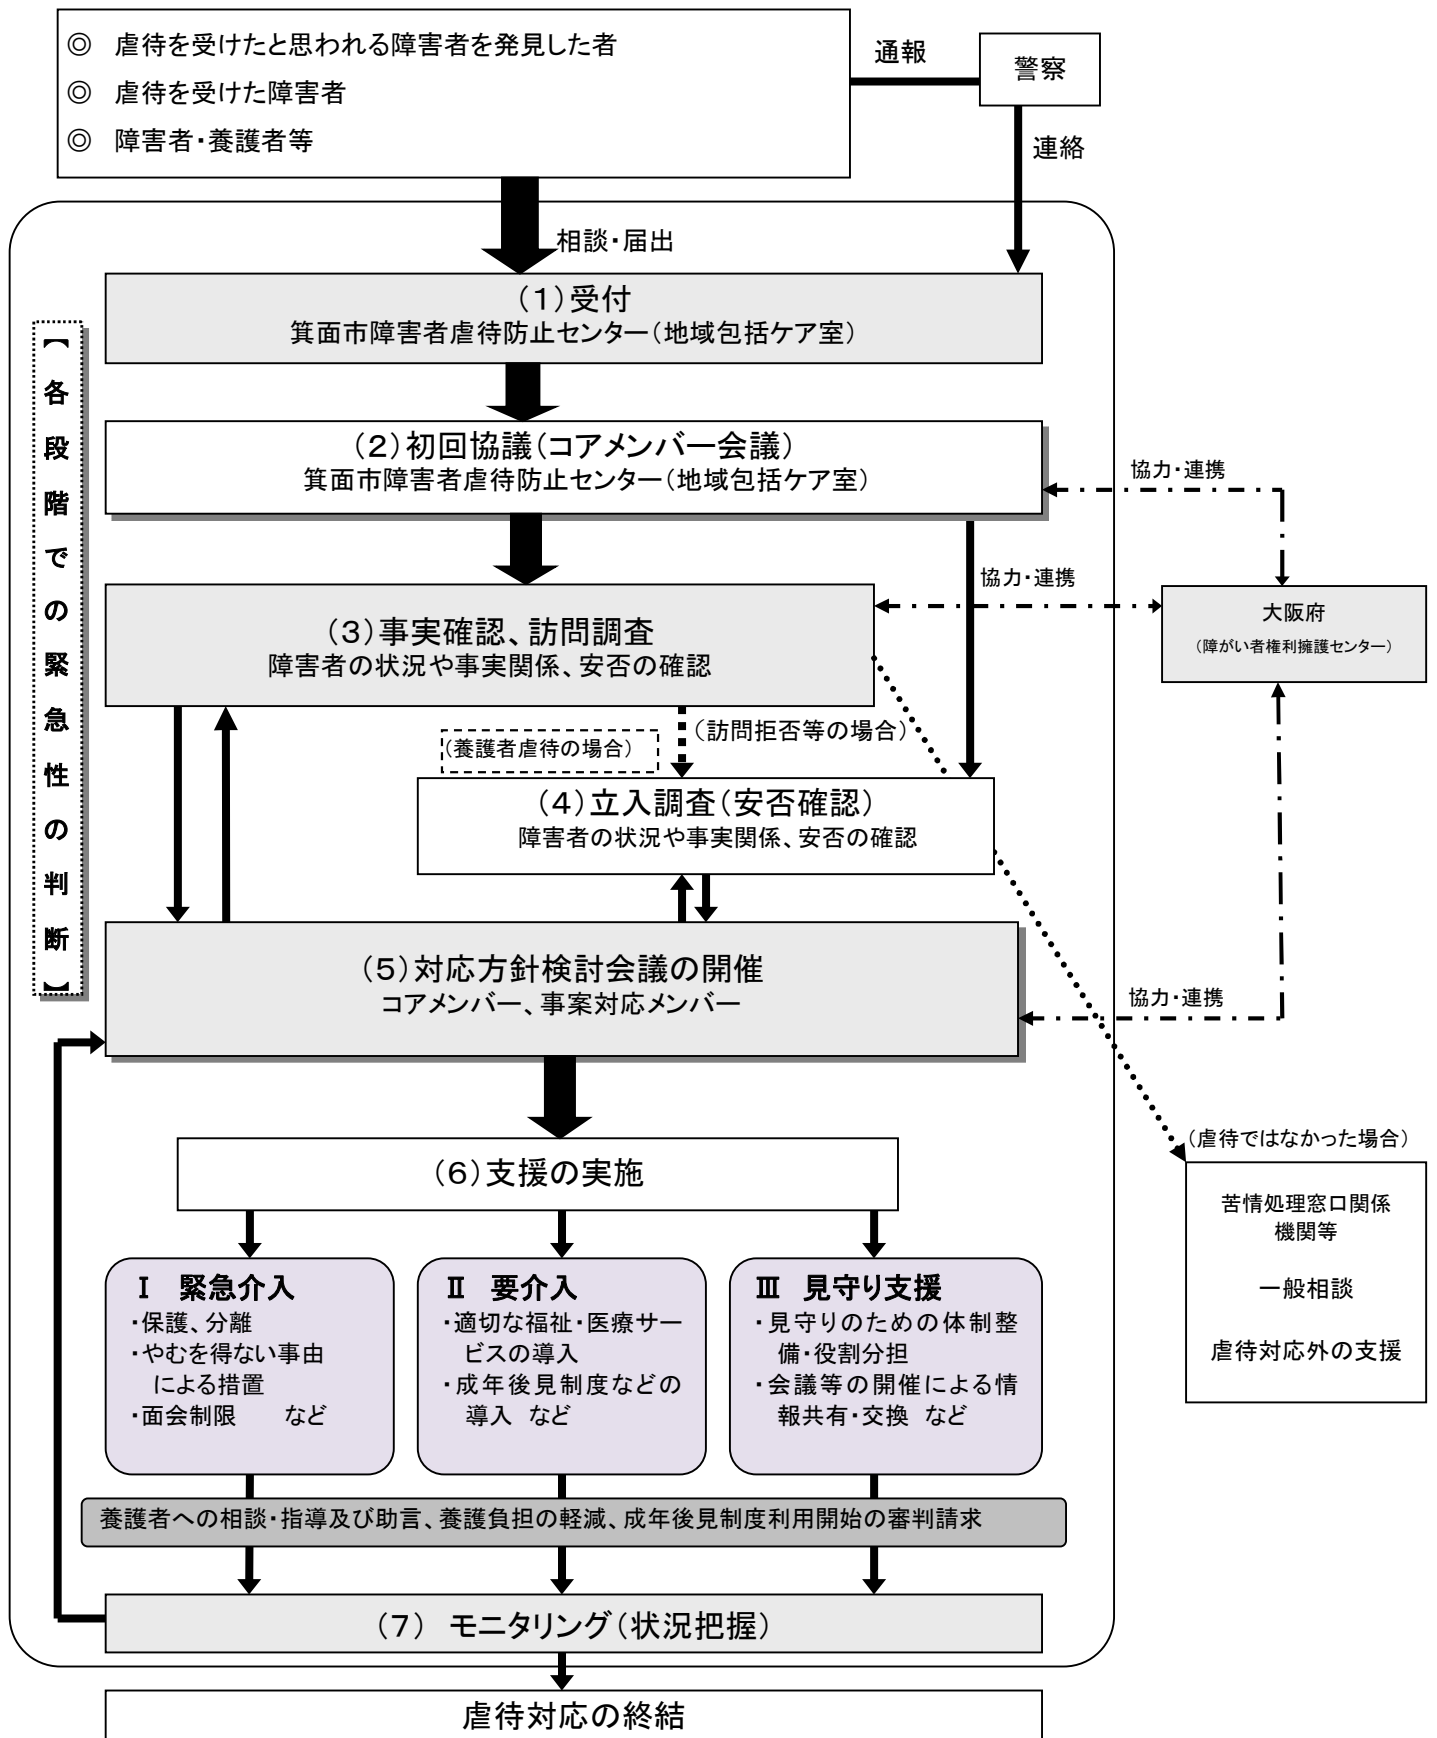 ◎ 虐待を受けたと思われる障害者を発見した者
◎ 虐待を受けた障害者
◎ 障害者・養護者等
通報
警察
連絡
相談・届出
(1)受付
箕面市障害者虐待防止センター(地域包括ケア室)
【各段階での緊急性の判断】
(2)初回協議(コアメンバー会議)
箕面市障害者虐待防止センター(地域包括ケア室)
協力・連携
(3)事実確認、訪問調査
障害者の状況や事実関係、安否の確認
協力・連携
大阪府
(障がい者権利擁護センター)
(養護者虐待の場合)
(訪問拒否等の場合)
(4)立入調査(安否確認)
障害者の状況や事実関係、安否の確認
(5)対応方針検討会議の開催
コアメンバー、事案対応メンバー
協力・連携
(6)支援の実施
(虐待ではなかった場合)
苦情処理窓口関係
機関等
一般相談
虐待対応外の支援
Ⅰ 緊急介入
・保護、分離
・やむを得ない事由
による措置
・面会制限 など
Ⅱ 要介入
・適切な福祉・医療サー
ビスの導入
・成年後見制度などの
導入 など
Ⅲ 見守り支援
・見守りのための体制整
備・役割分担
・会議等の開催による情
報共有・交換 など
養護者への相談・指導及び助言、養護負担の軽減、成年後見制度利用開始の審判請求
(7) モニタリング(状況把握)
虐待対応の終結